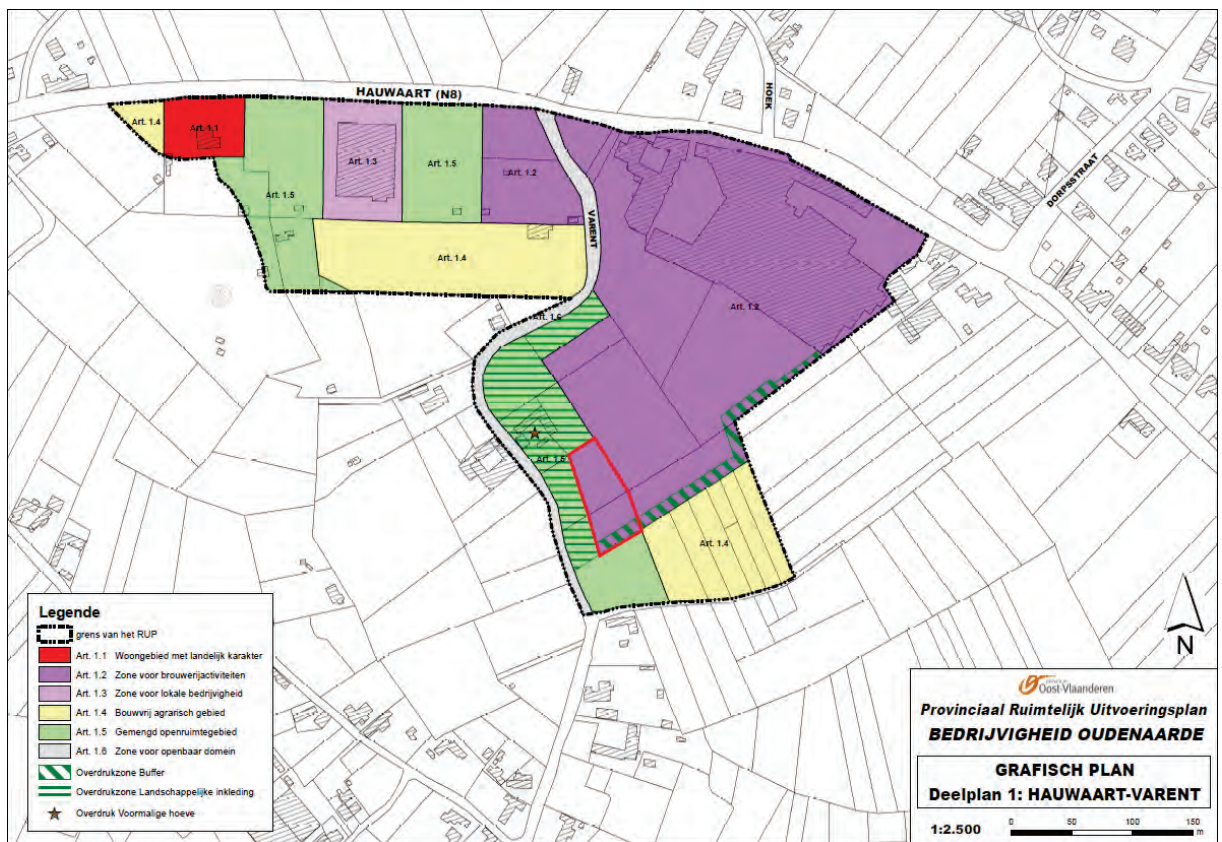 HAUWAART (N8)
HOEK
DORPSSTRAAT
VARENT
Art. 1.4
Art. 1.1
Art. 1.5
Art. 1.3
Art. 1.5
Art. 1.2
Art. 1.4
Art. 1.2
Art. 1.6
Art. 1.5
Art. 1.4
Legende
grens van het RUP
Art. 1.1 Woongebied met landelijk karakter
Art. 1.2 Zone voor brouwerijactiviteiten
Art. 1.3 Zone voor lokale bedrijvigheid
Art. 1.4 Bouwvrij agrarisch gebied
Art. 1.5 Gemengd openruimtegebied
Art. 1.6 Zone voor openbaar domein
Overdrukzone Buffer
Overdrukzone Landschappelijke inkleding
Overdruk Voormalige hoeve
N
Oost-Vlaanderen
Provinciaal Ruimtelijk Uitvoeringsplan
BEDRIJVIGHEID OUDENAARDE
GRAFISCH PLAN
Deelplan 1: HAUWAART-VARENT
1:2.500
0 50 100 150
m